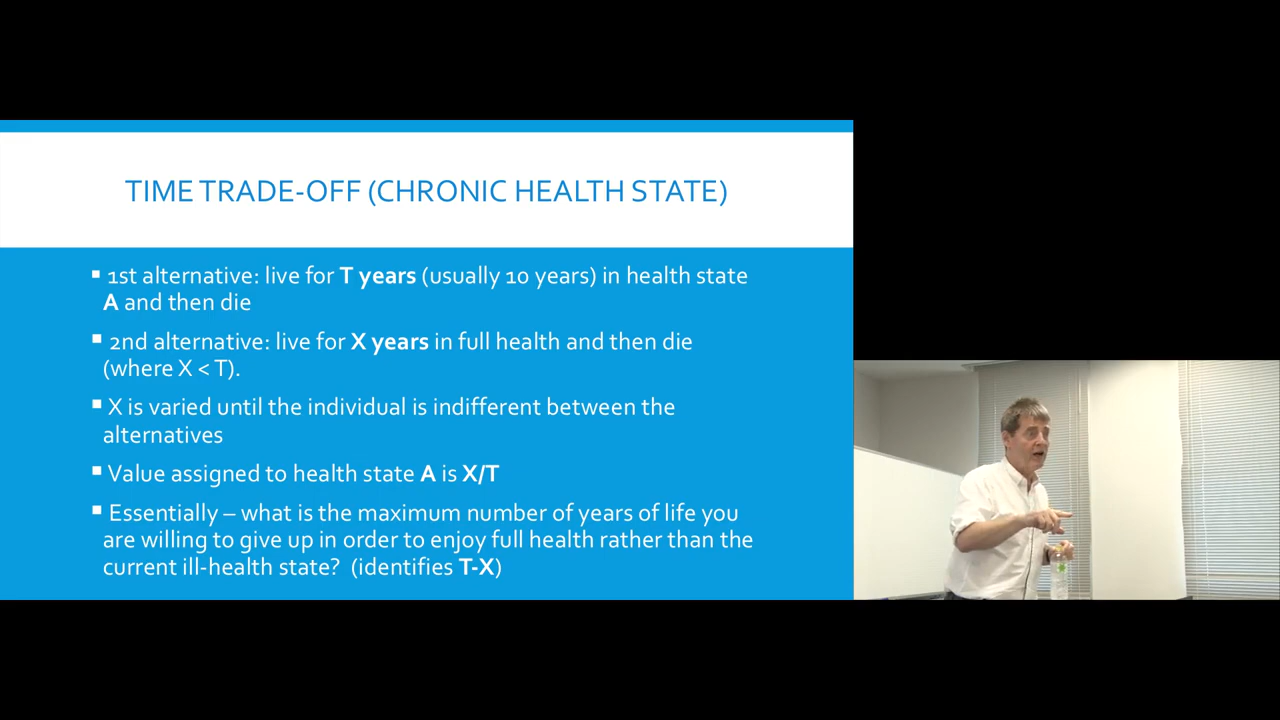 TIME TRADE-OFF (CHRONIC HEALTH STATE)
1st alternative: live for T years (usually 10 years) in health state
A and then die
2nd alternative: live for X years in full health and then die
(where X < T).
X is varied until the individual is indifferent between the
alternatives
Value assigned to health state A is X/T
Essentially – what is the maximum number of years of life you
are willing to give up in order to enjoy full health rather than the
current ill-health state? (identifies T-X)